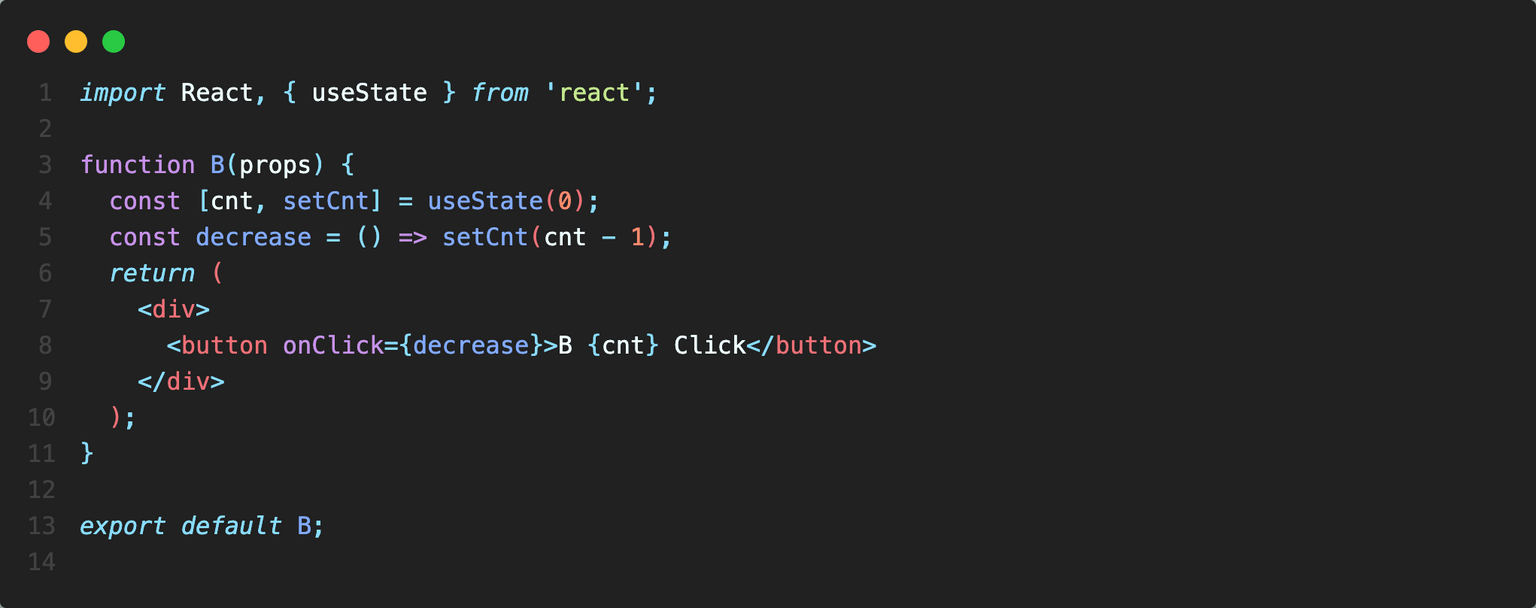 1 import React, { useState } from 'react';
2
3 function B(props) {
4   const [cnt, setCnt] = useState(0);
5   const decrease = () => setCnt(cnt - 1);
6   return (
7     <div>
8       <button onClick={decrease}>B {cnt} Click</button>
9     </div>
10   );
11 }
12
13 export default B;
14